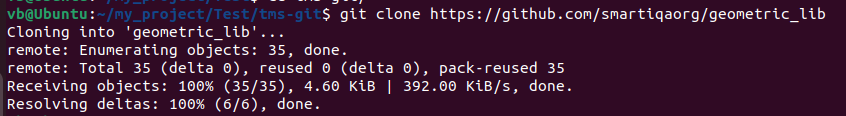 vb@Ubuntu:~/my_project/Test/tms-git$ git clone https://github.com/smartiqaorg/geometric_lib
Cloning into 'geometric_lib'...
remote: Enumerating objects: 35, done.
remote: Total 35 (delta 0), reused 0 (delta 0), pack-reused 35
Receiving objects: 100% (35/35), 4.60 KiB | 392.00 KiB/s, done.
Resolving deltas: 100% (6/6), done.